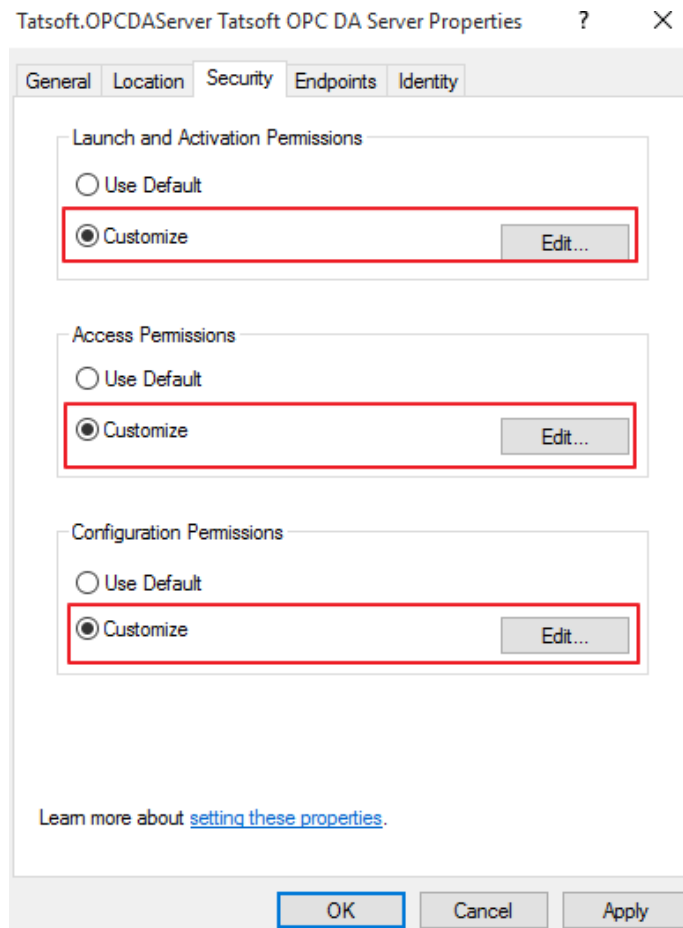 Tatsoft.OPCDAServer Tatsoft OPC DA Server Properties ? X
General Location Security Endpoints Identity
Launch and Activation Permissions
Use Default
Customize Edit...
Access Permissions
Use Default
Customize Edit...
Configuration Permissions
Use Default
Customize Edit...
Learn more about setting these properties.
OK Cancel Apply